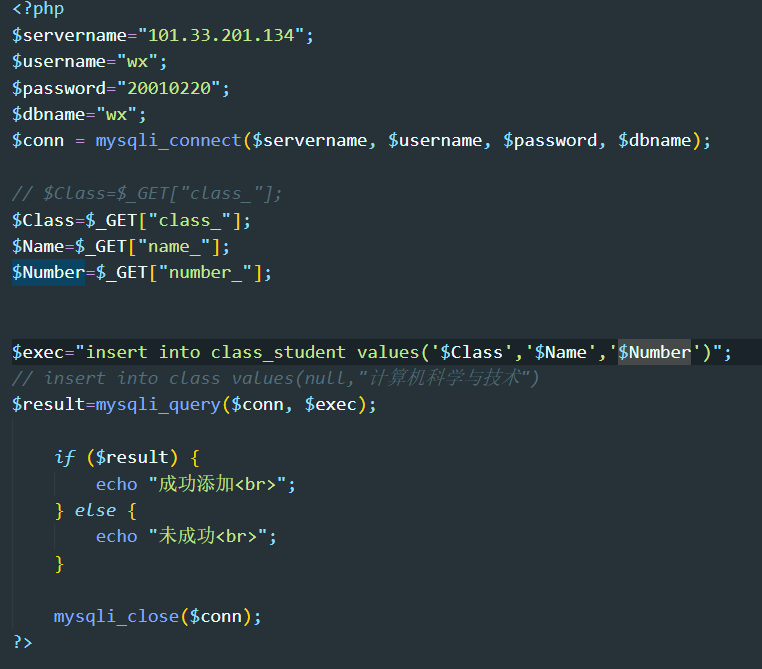 <?php
$servername="101.33.201.134";
$username="wx";
$password="20010220";
$dbname="wx";
$conn = mysqli_connect($servername, $username, $password, $dbname);
// $Class=$_GET["class_"];
$Class=$_GET["class_"];
$Name=$_GET["name_"];
$Number=$_GET["number_"];
$exec="insert into class_student values('$Class','$Name','$Number')";
// insert into class values(null,"计算机科学与技术")
$result=mysqli_query($conn, $exec);
if ($result) {
echo "成功添加<br>";
} else {
echo "未成功<br>";
}
mysqli_close($conn);
?>